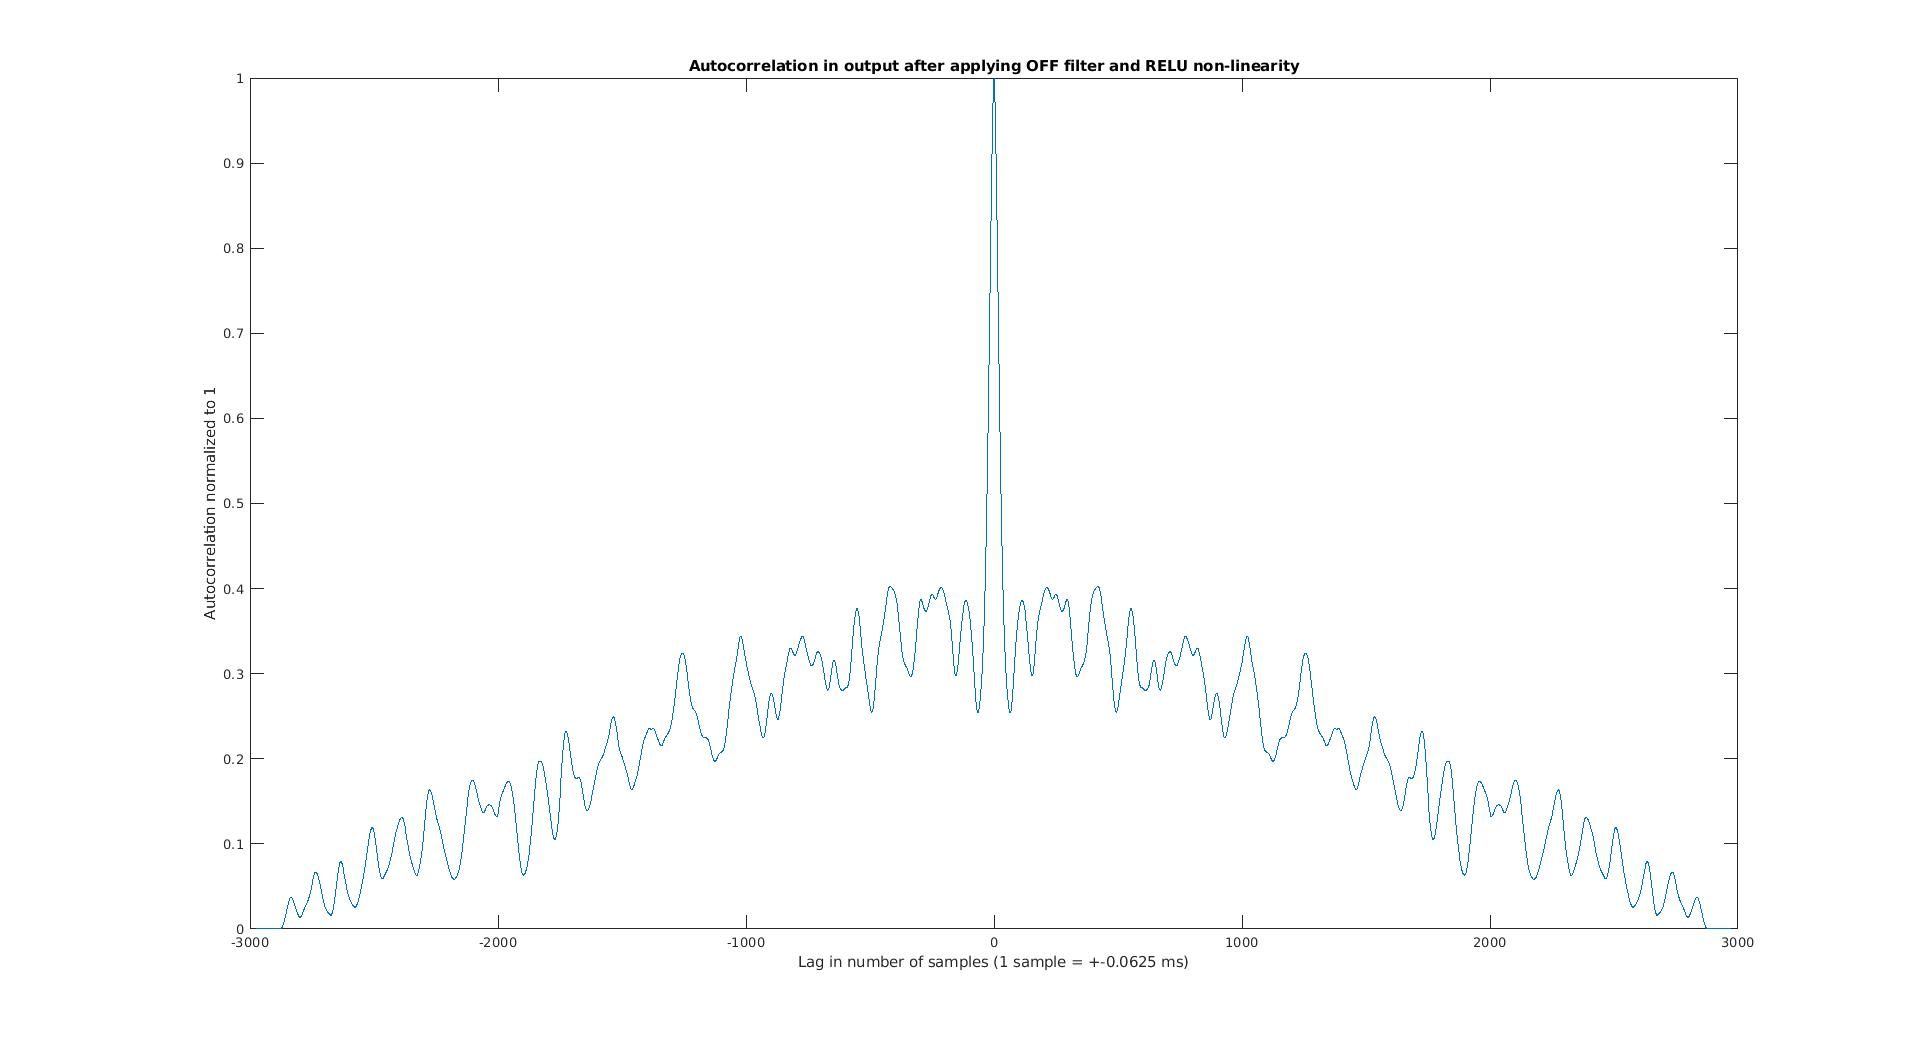 Autocorrelation in output after applying OFF filter and RELU non-linearity
1
0.9
0.8
0.7
0.6
0.5
0.4
0.3
0.2
0.1
0
Autocorrelation normalized to 1
-3000 -2000 -1000 0 1000 2000 3000
Lag in number of samples (1 sample = +-0.0625 ms)